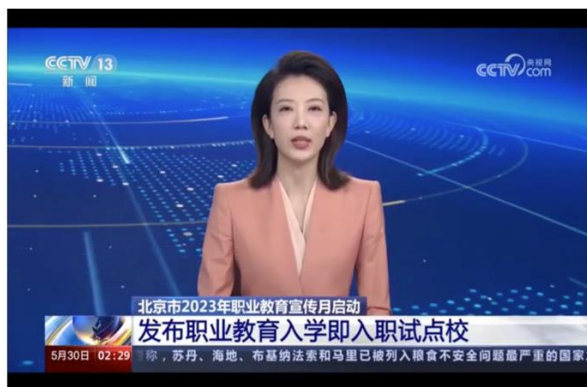 CCTV 13
新闻
央视网
CCTV.com
北京市2023年职业教育宣传月启动
发布职业教育入学即入职试点校
5月30日 02:29 称，苏丹、海地、布基纳法索和马里已被列入粮食不安全问题最严重的国家